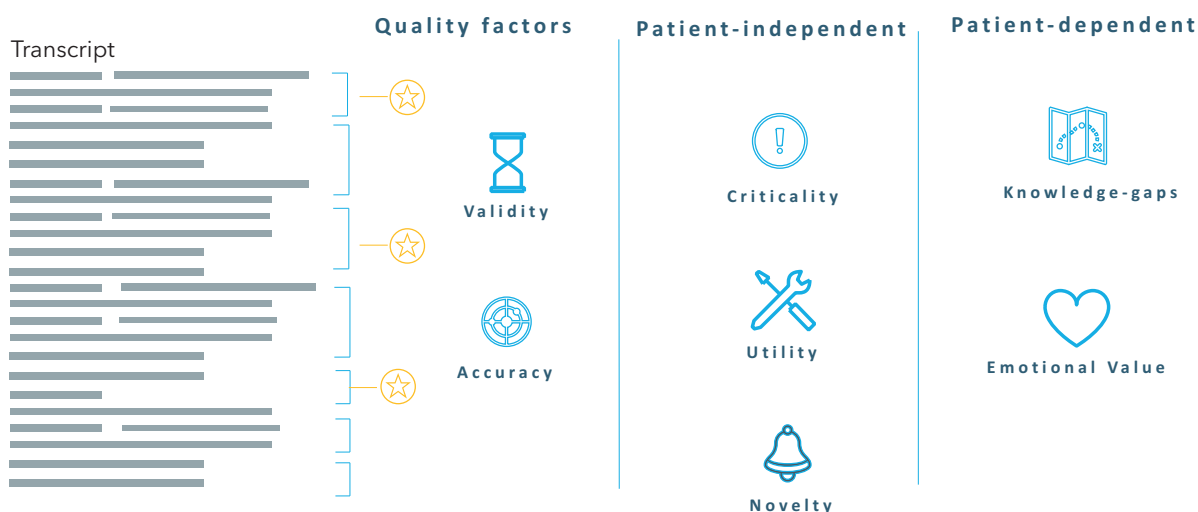 Transcript
Quality factors
Validity
Accuracy
Patient-independent
Criticality
Utility
Novelty
Patient-dependent
Knowledge-gaps
Emotional Value